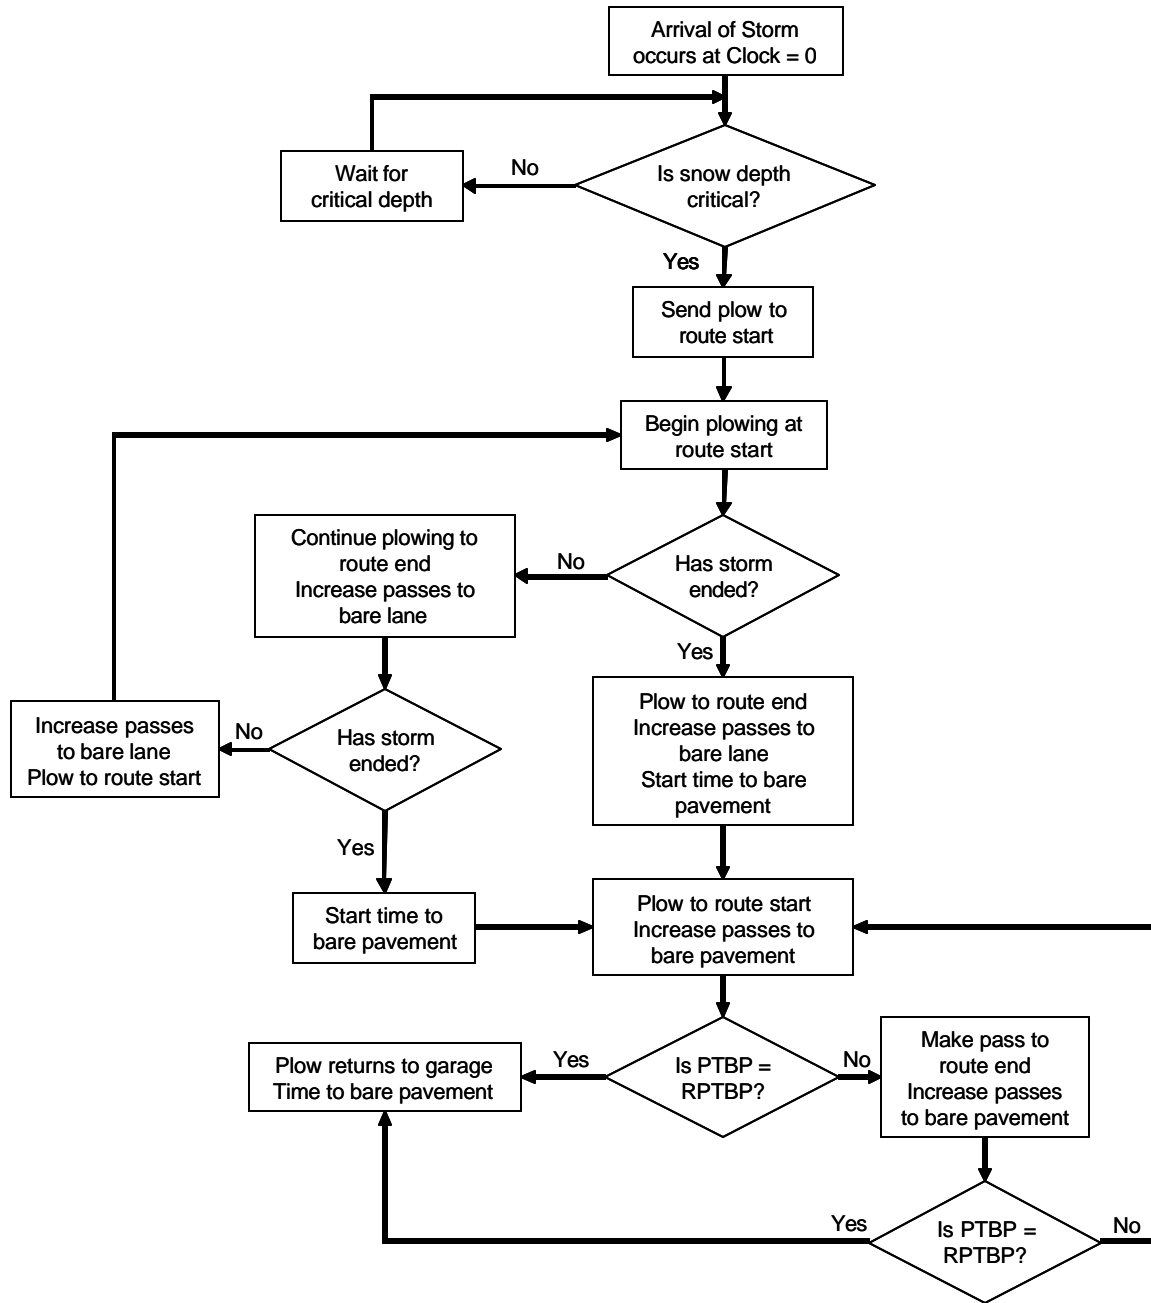 Arrival of Storm
occurs at Clock = 0
Wait for
critical depth
No
Is snow depth
critical?
Yes
Send plow to
route start
Begin plowing at
route start
Continue plowing to
route end
Increase passes to
bare lane
No
Has storm
ended?
Yes
Increase passes
to bare lane
Plow to route start
No
Has storm
ended?
Plow to route end
Increase passes to
bare lane
Start time to bare
pavement
Yes
Start time to
bare pavement
Plow to route start
Increase passes to
bare pavement
Plow returns to garage
Time to bare pavement
Yes
Is PTBP =
RPTBP?
No
Make pass to
route end
Increase passes
to bare pavement
Yes
Is PTBP =
RPTBP?
No